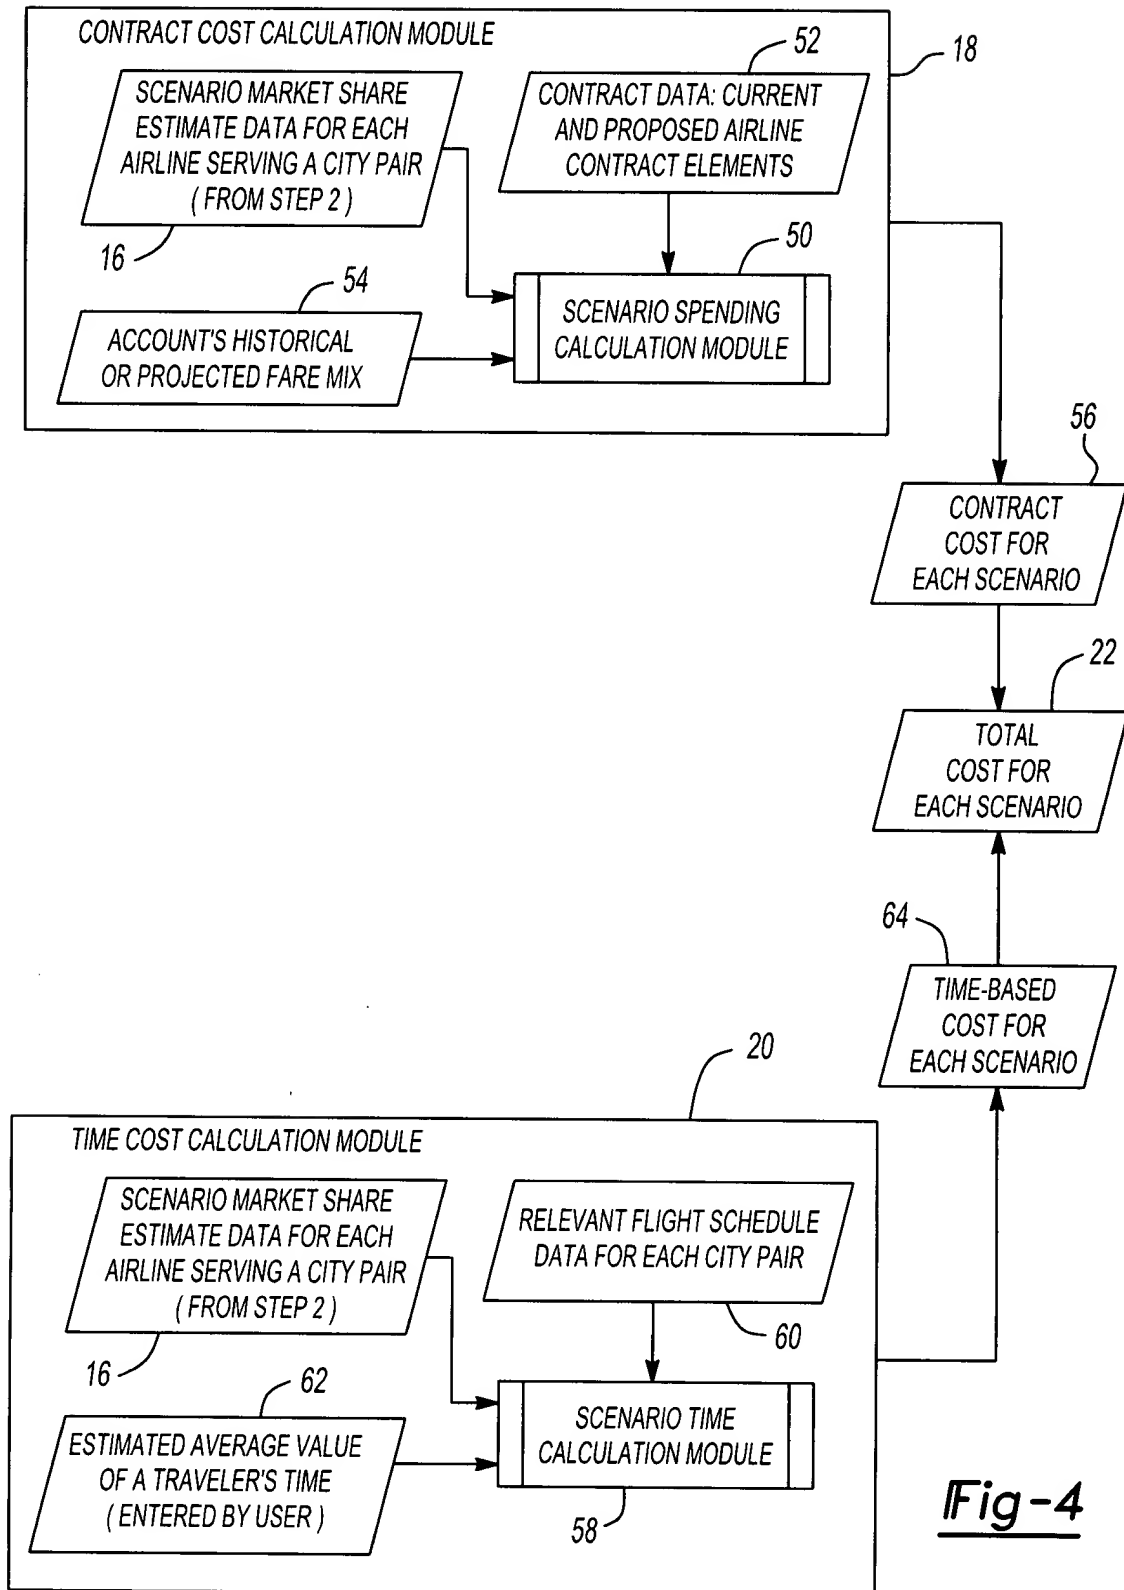 CONTRACT COST CALCULATION MODULE
18
SCENARIO MARKET SHARE
ESTIMATE DATA FOR EACH
AIRLINE SERVING A CITY PAIR
( FROM STEP 2 )
16
52
CONTRACT DATA: CURRENT
AND PROPOSED AIRLINE
CONTRACT ELEMENTS
54
ACCOUNT'S HISTORICAL
OR PROJECTED FARE MIX
50
SCENARIO SPENDING
CALCULATION MODULE
56
CONTRACT
COST FOR
EACH SCENARIO
22
TOTAL
COST FOR
EACH SCENARIO
64
TIME-BASED
COST FOR
EACH SCENARIO
20
TIME COST CALCULATION MODULE
SCENARIO MARKET SHARE
ESTIMATE DATA FOR EACH
AIRLINE SERVING A CITY PAIR
( FROM STEP 2 )
16
RELEVANT FLIGHT SCHEDULE
DATA FOR EACH CITY PAIR
60
62
ESTIMATED AVERAGE VALUE
OF A TRAVELER'S TIME
( ENTERED BY USER )
SCENARIO TIME
CALCULATION MODULE
58
Fig-4